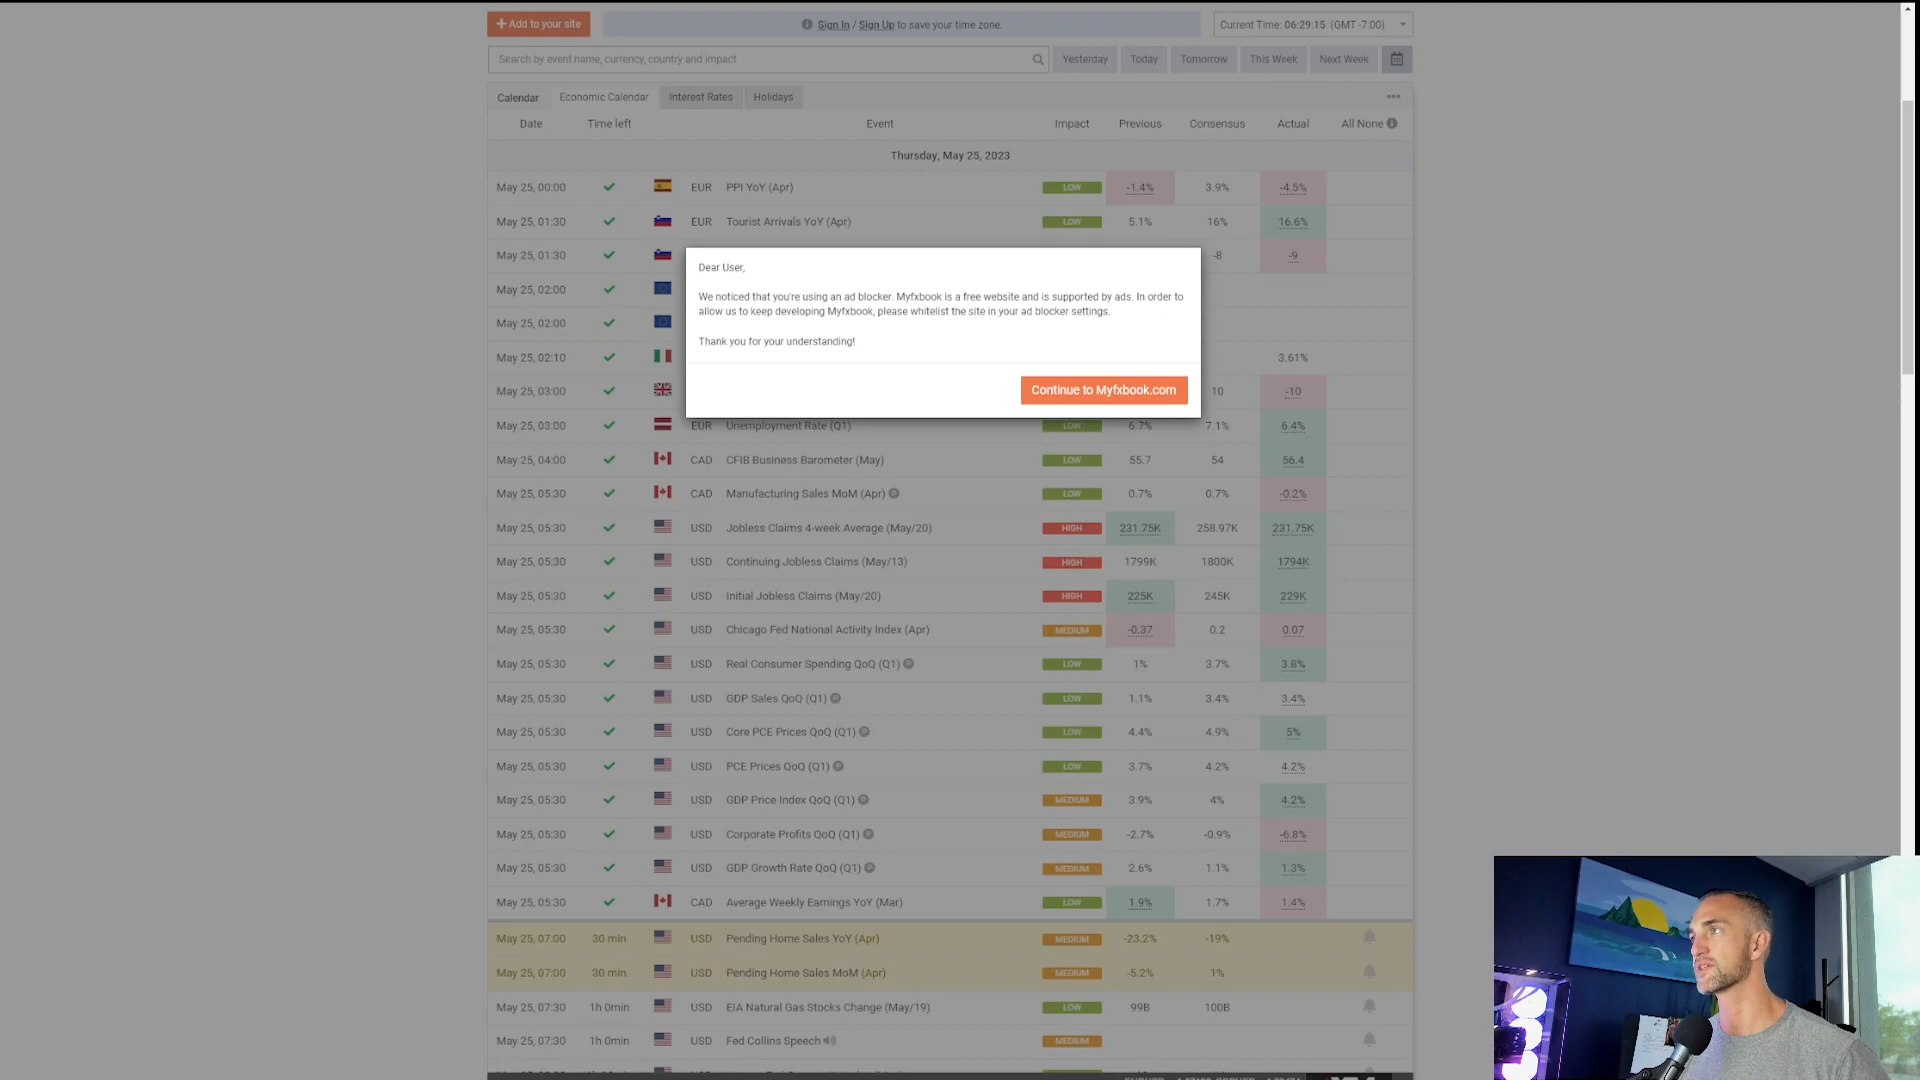 Add to your site
Sign In / Sign Up to save your time zone.
Current Time: 06:29:15 (GMT -7:00)
Search by event name, currency, country and impact
Yesterday
Today
Tomorrow
This Week
Next Week
Calendar
Economic Calendar
Interest Rates
Holidays
Date Time left Event Impact Previous Consensus Actual All None
Thursday, May 25, 2023
May 25, 00:00 EUR PPI YoY (Apr) LOW -1.4% 3.9% -4.5%
May 25, 01:30 EUR Tourist Arrivals YoY (Apr) LOW 5.1% 16% 16.6%
May 25, 01:30 -8 -9
May 25, 02:00
May 25, 02:00
May 25, 02:10 3.61%
May 25, 03:00 10 -10
Dear User,
We noticed that you're using an ad blocker. Myfxbook is a free website and is supported by ads. In order to
allow us to keep developing Myfxbook, please whitelist the site in your ad blocker settings.
Thank you for your understanding!
Continue to Myfxbook.com
May 25, 03:00 EUR Unemployment Rate (Q1) LOW 6.7% 7.1% 6.4%
May 25, 04:00 CAD CFIB Business Barometer (May) LOW 55.7 54 56.4
May 25, 05:30 CAD Manufacturing Sales MoM (Apr) P LOW 0.7% 0.7% -0.2%
May 25, 05:30 USD Jobless Claims 4-week Average (May/20) HIGH 231.75K 258.97K 231.75K
May 25, 05:30 USD Continuing Jobless Claims (May/13) HIGH 1799K 1800K 1794K
May 25, 05:30 USD Initial Jobless Claims (May/20) HIGH 225K 245K 229K
May 25, 05:30 USD Chicago Fed National Activity Index (Apr) MEDIUM -0.37 0.2 0.07
May 25, 05:30 USD Real Consumer Spending QoQ (Q1) P LOW 1% 3.7% 3.8%
May 25, 05:30 USD GDP Sales QoQ (Q1) P LOW 1.1% 3.4% 3.4%
May 25, 05:30 USD Core PCE Prices QoQ (Q1) P LOW 4.4% 4.9% 5%
May 25, 05:30 USD PCE Prices QoQ (Q1) P LOW 3.7% 4.2% 4.2%
May 25, 05:30 USD GDP Price Index QoQ (Q1) P MEDIUM 3.9% 4% 4.2%
May 25, 05:30 USD Corporate Profits QoQ (Q1) P MEDIUM -2.7% -0.9% -6.8%
May 25, 05:30 USD GDP Growth Rate QoQ (Q1) P MEDIUM 2.6% 1.1% 1.3%
May 25, 05:30 CAD Average Weekly Earnings YoY (Mar) LOW 1.9% 1.7% 1.4%
May 25, 07:00 30 min USD Pending Home Sales YoY (Apr) MEDIUM -23.2% -19%
May 25, 07:00 30 min USD Pending Home Sales MoM (Apr) MEDIUM -5.2% 1%
May 25, 07:30 1h 0min USD EIA Natural Gas Stocks Change (May/19) LOW 99B 100B
May 25, 07:30 1h 0min USD Fed Collins Speech MEDIUM